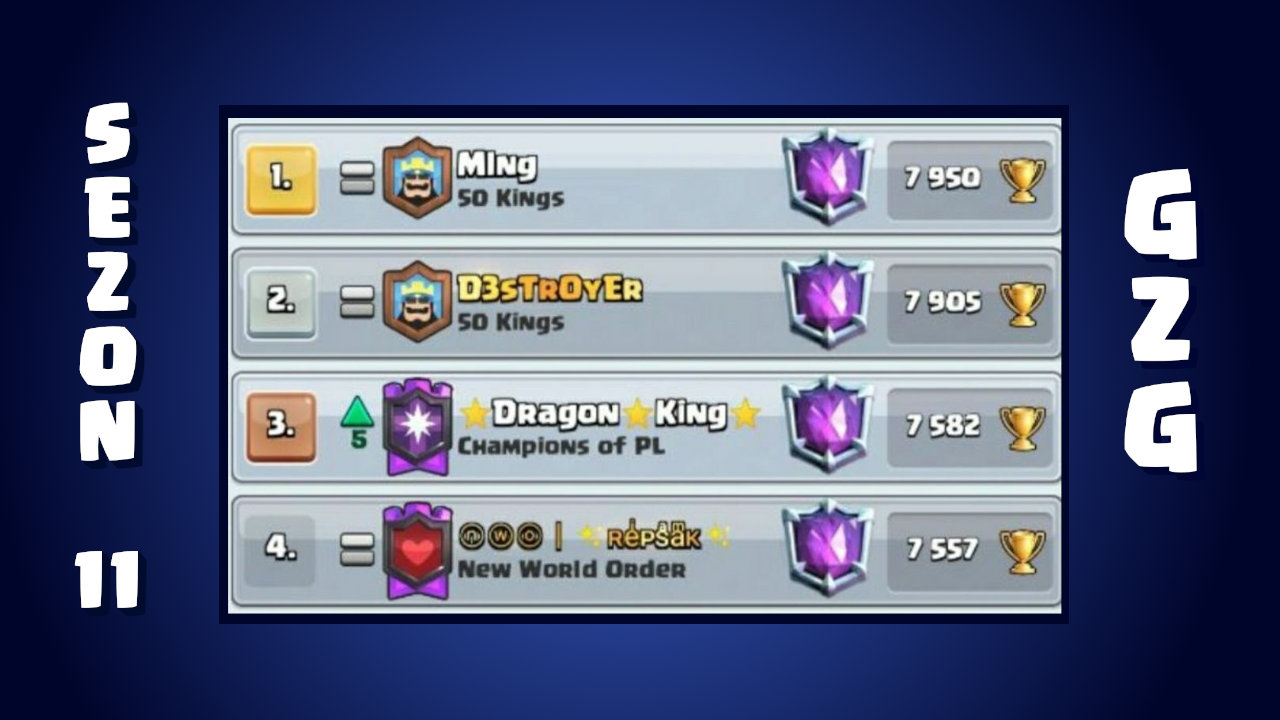 SEZON 11
1.
MIng
50 Kings
7 950
2.
D3sTrOyEr
50 Kings
7 905
3.
5
⭐Dragon⭐King⭐
Champions of PL
7 582
4.
ⓃⓌⓄ | ✨RepSaK✨
New World Order
7 557
GZG